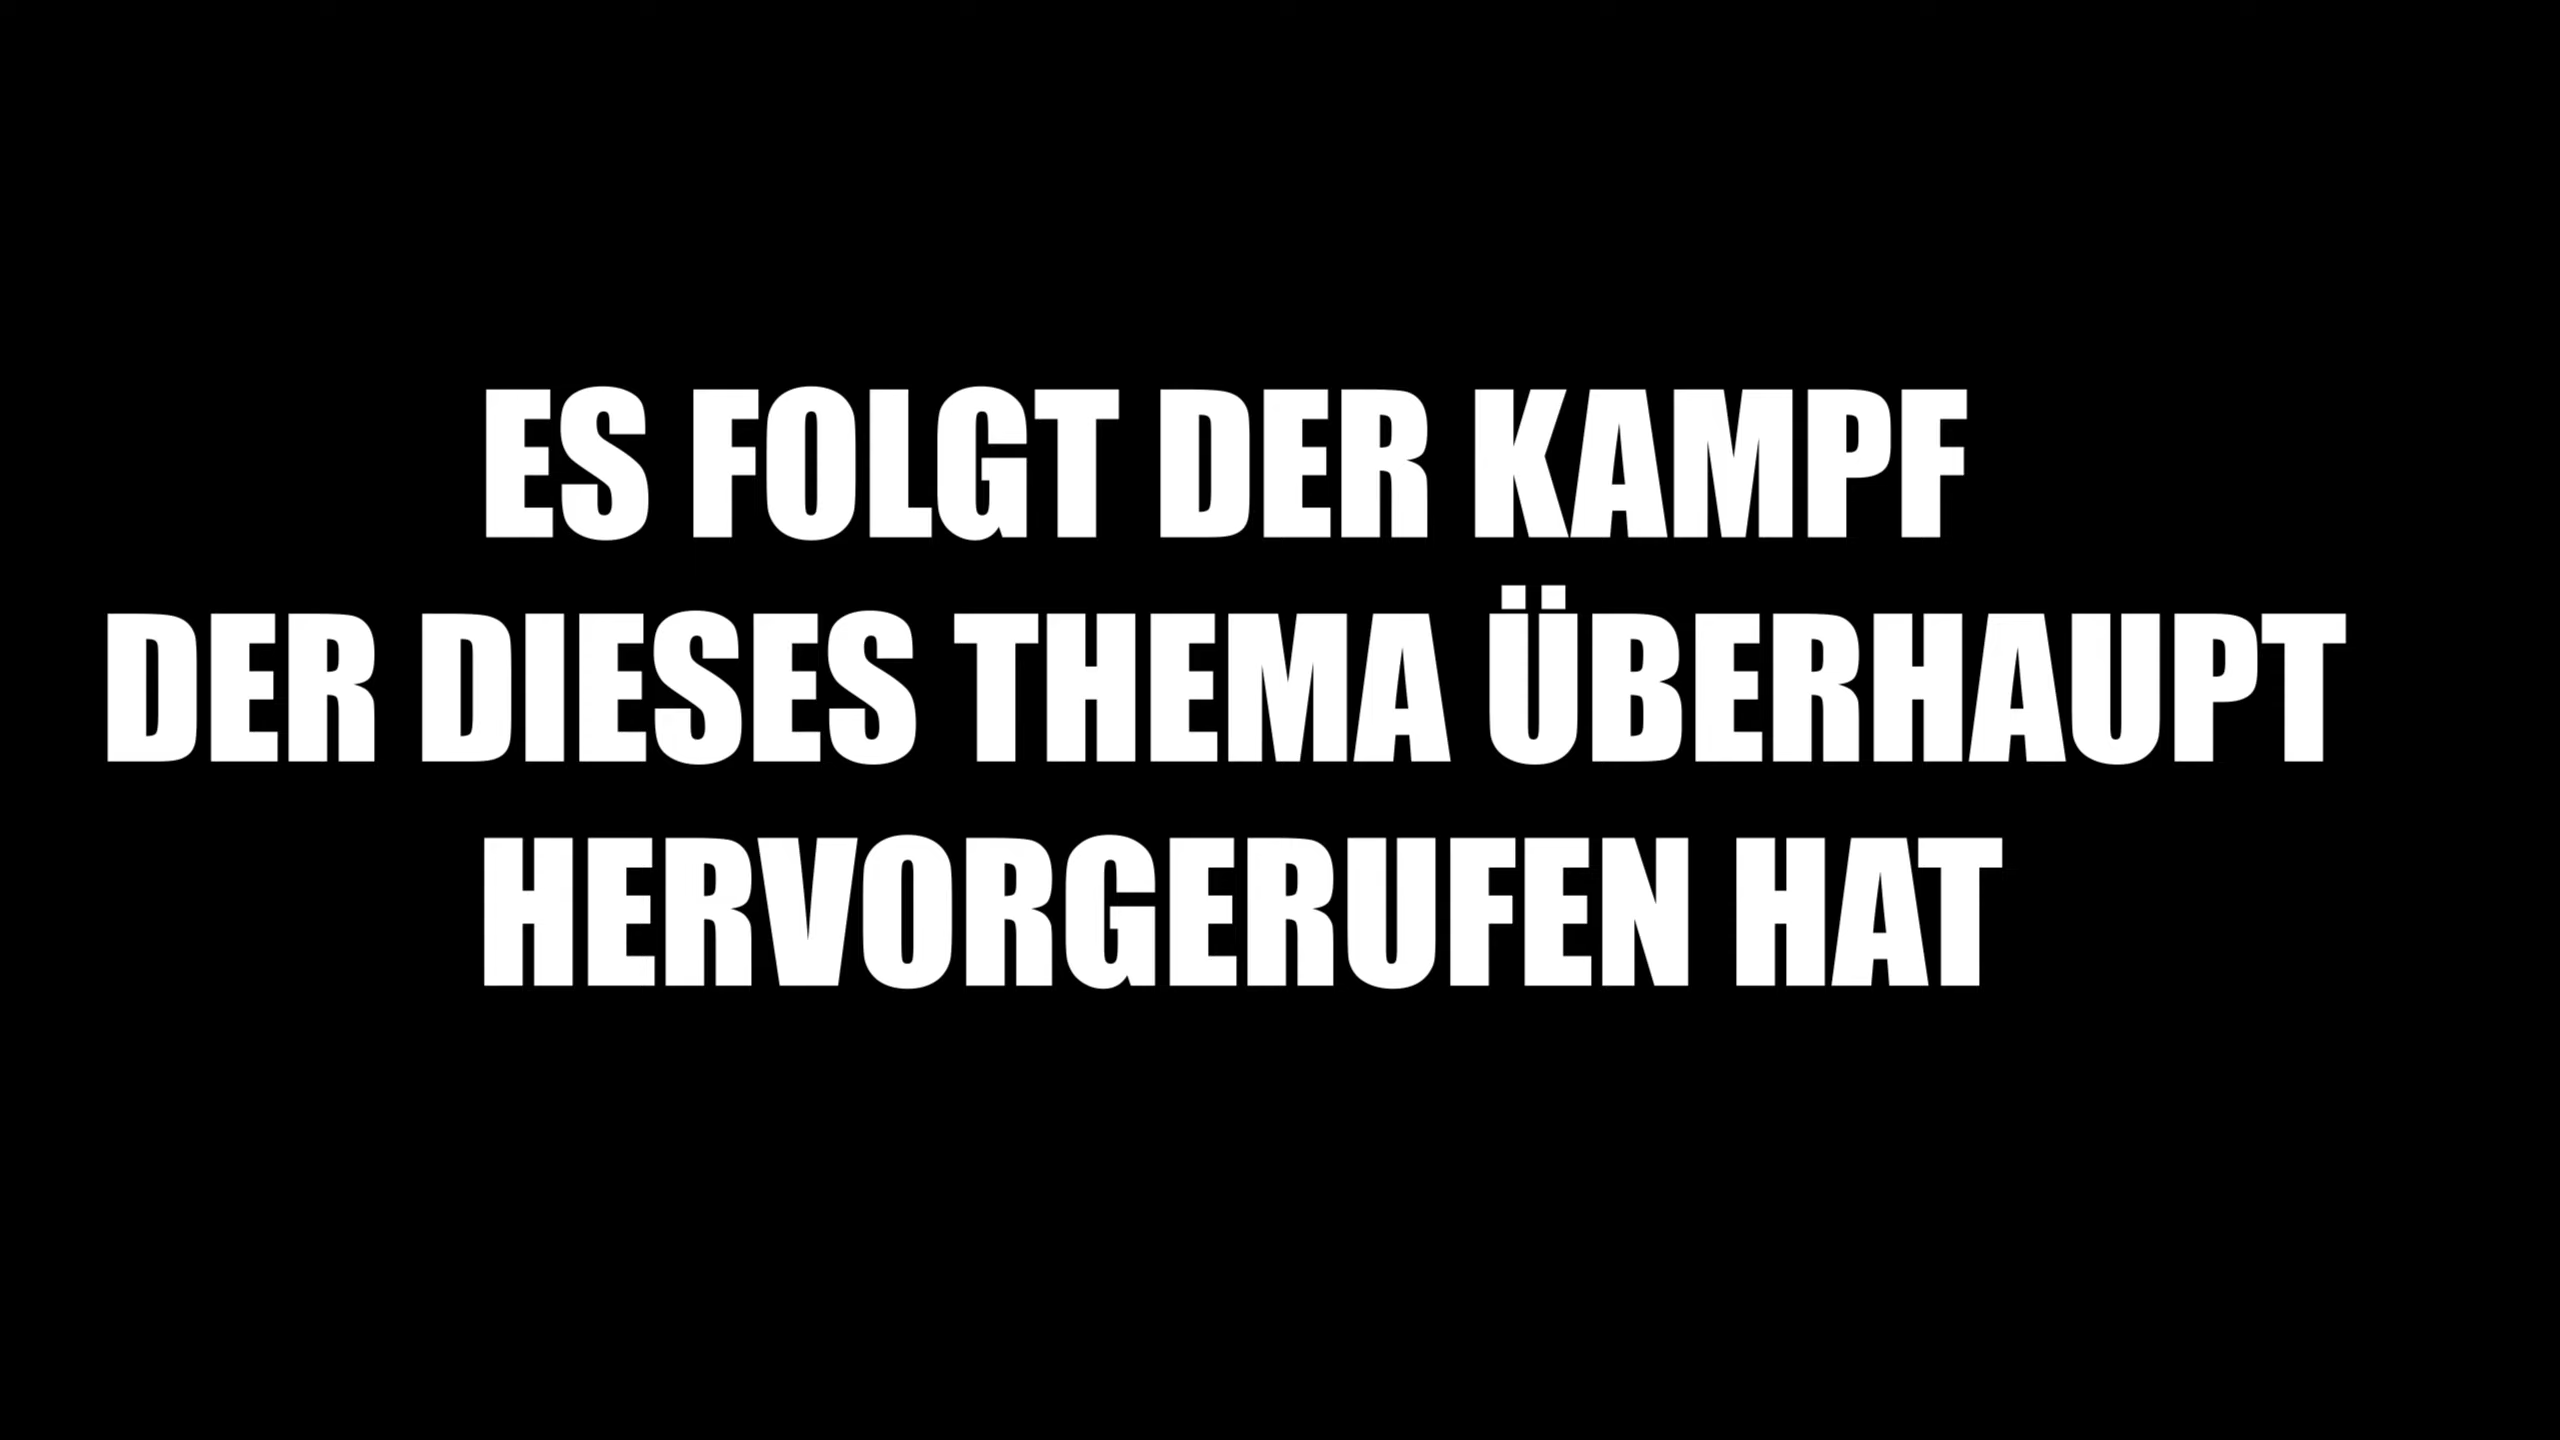 ES FOLGT DER KAMPF
DER DIESES THEMA ÜBERHAUPT
HERVORGERUFEN HAT